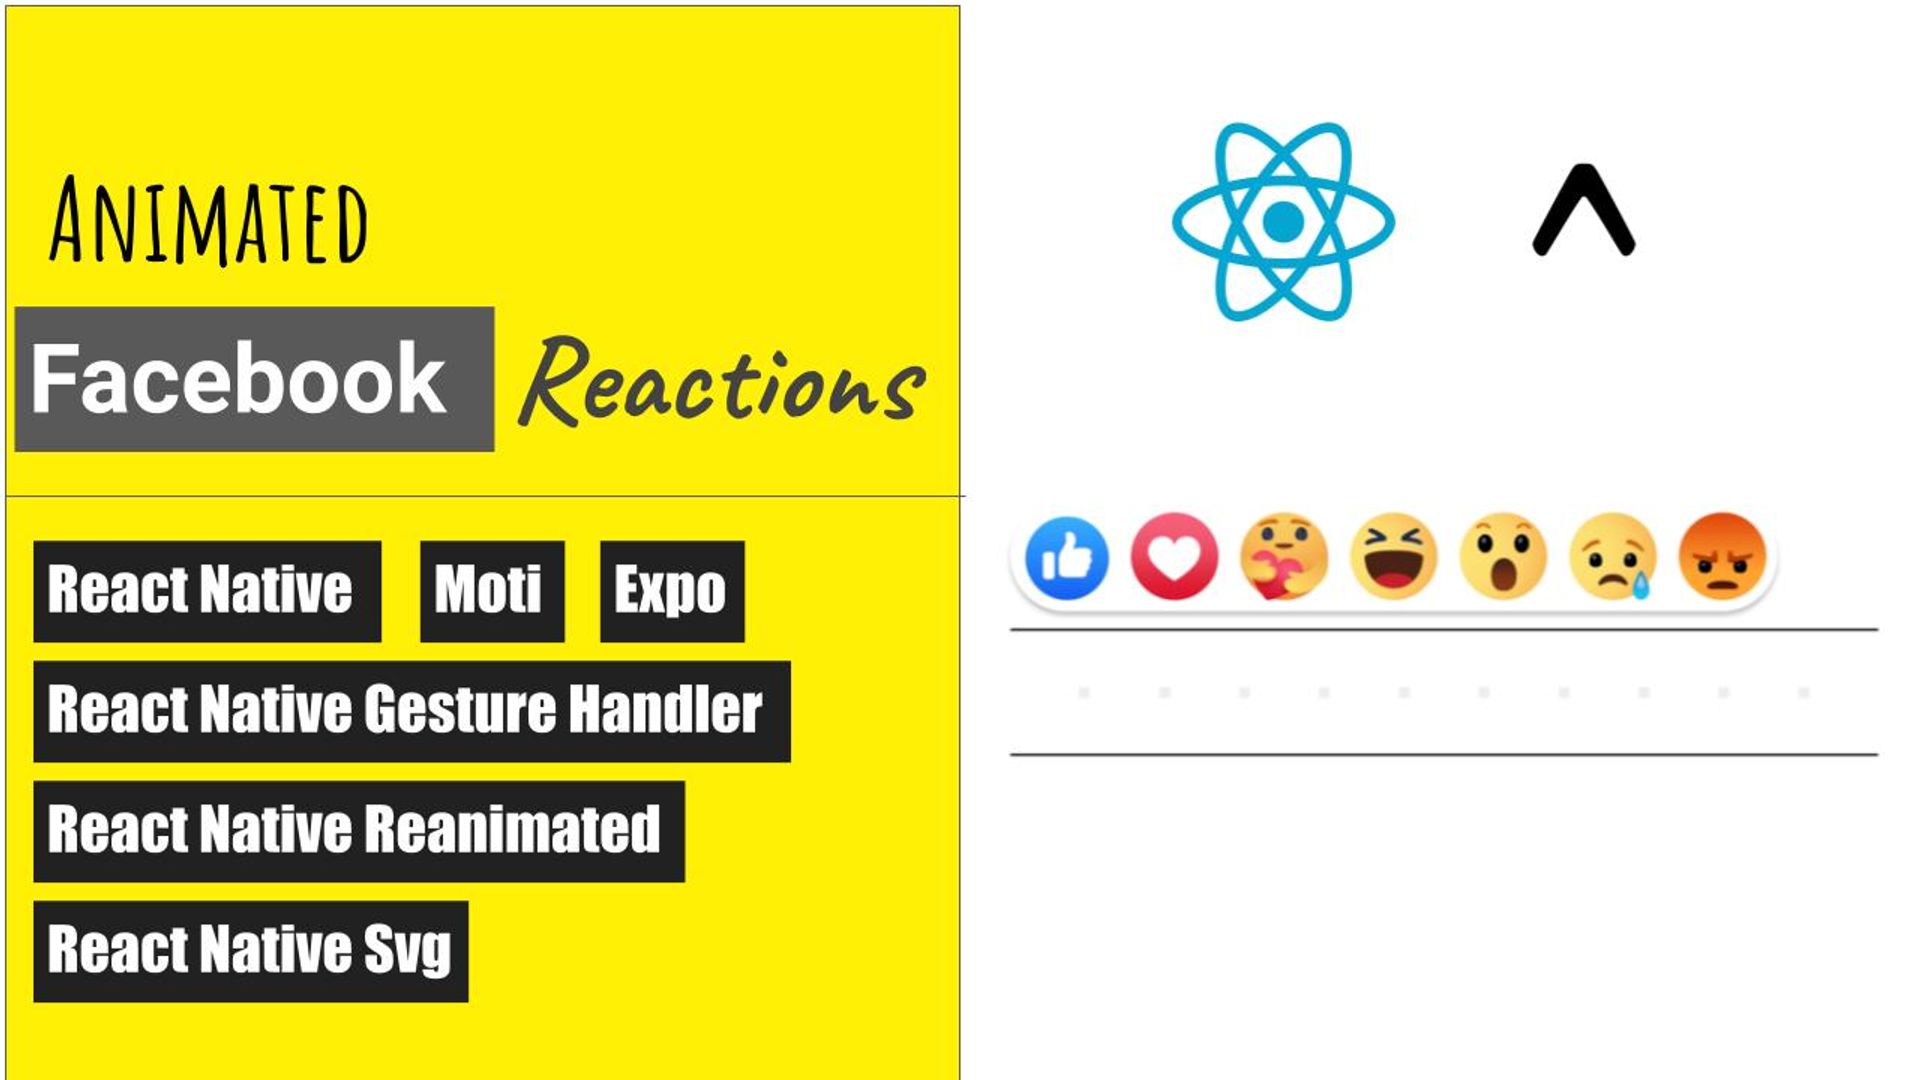 Animated
Facebook Reactions
React Native Moti Expo
React Native Gesture Handler
React Native Reanimated
React Native Svg